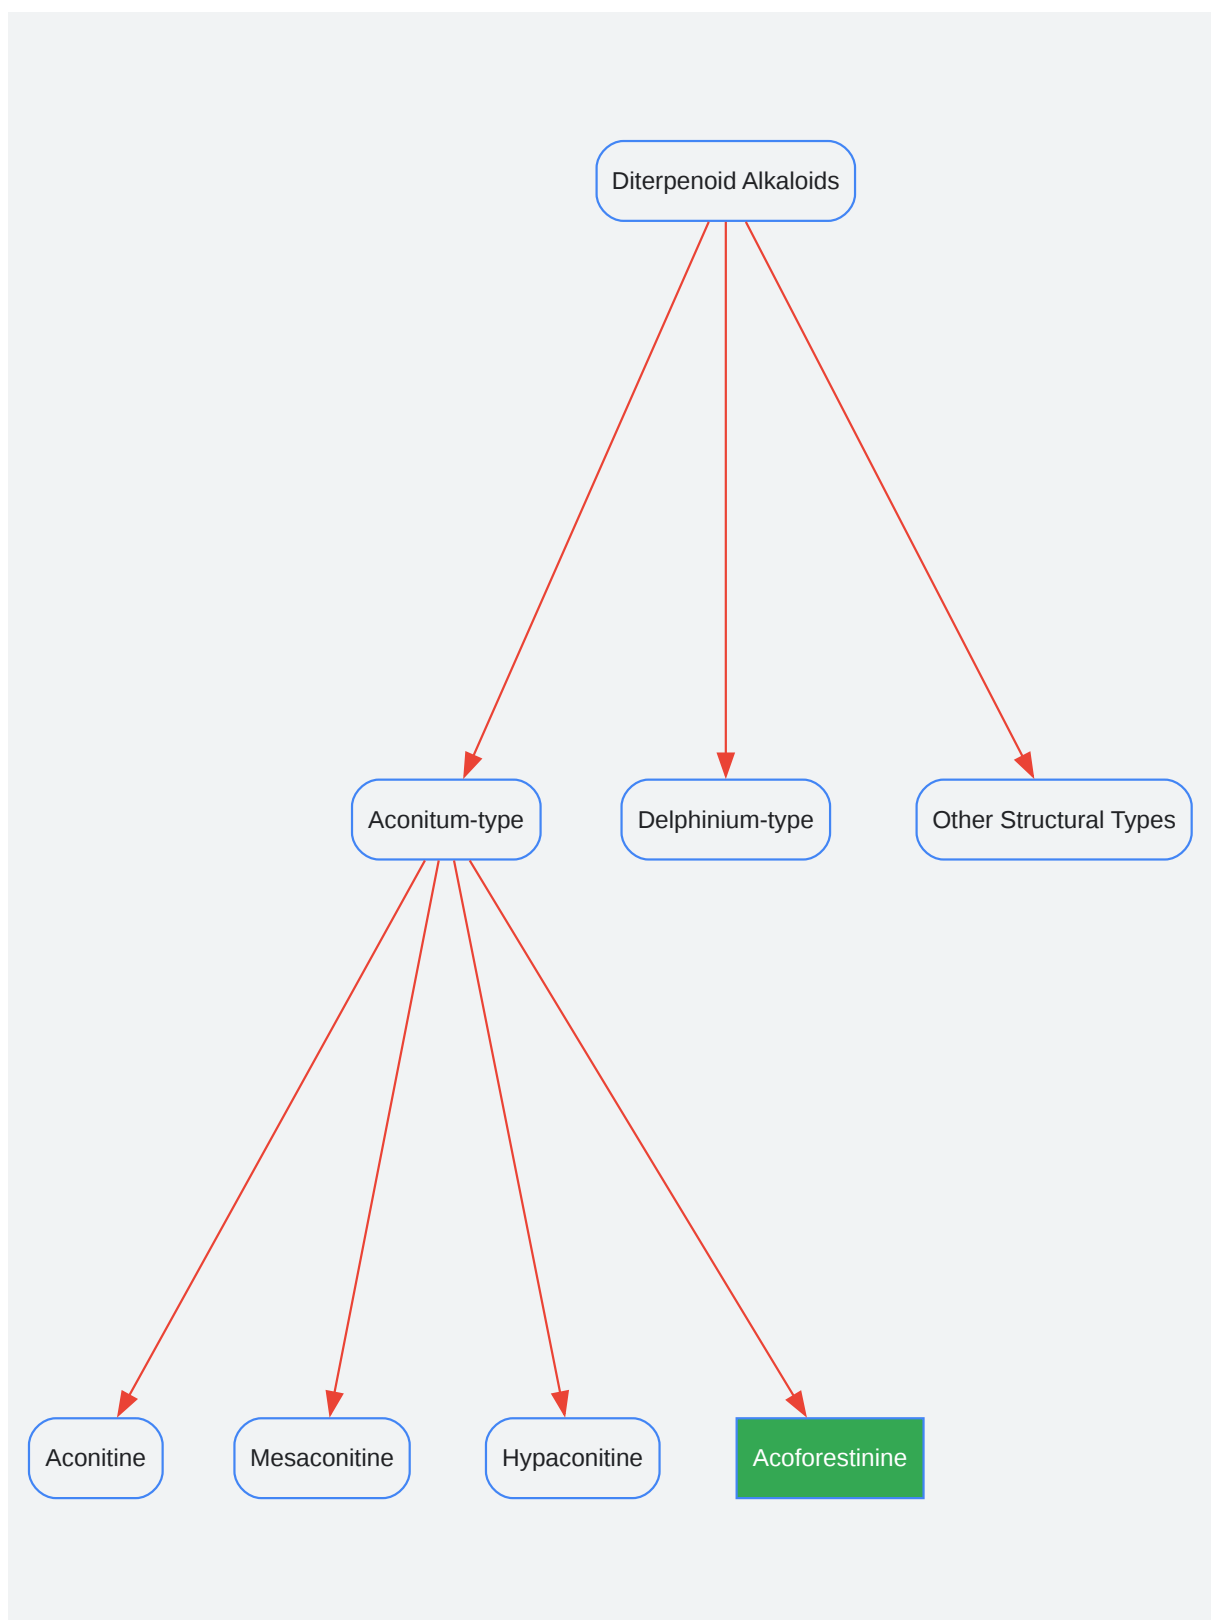 Diterpenoid Alkaloids
Aconitum-type
Delphinium-type
Other Structural Types
Aconitine
Mesaconitine
Hypaconitine
Acoforestinine